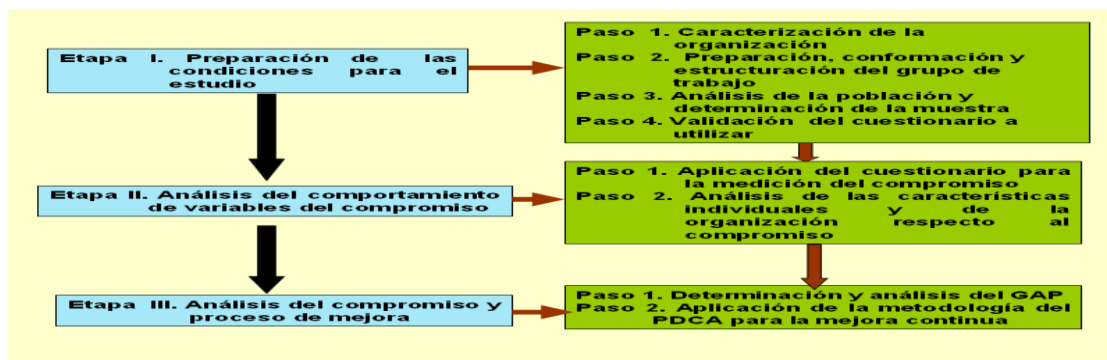 Etapa I. Preparación de las
condiciones para el
estudio
Paso 1. Caracterización de la
organización
Paso 2. Preparación, conformación y
estructuración del grupo de
trabajo
Paso 3. Análisis de la población y
determinación de la muestra
Paso 4. Validación del cuestionario a
utilizar
Etapa II. Análisis del comportamiento
de variables del compromiso
Paso 1. Aplicación del cuestionario para
la medición del compromiso
Paso 2. Análisis de las características
individuales y de la
organización respecto al
compromiso
Etapa III. Análisis del compromiso y
proceso de mejora
Paso 1. Determinación y análisis del GAP
Paso 2. Aplicación de la metodología del
PDCA para la mejora continua